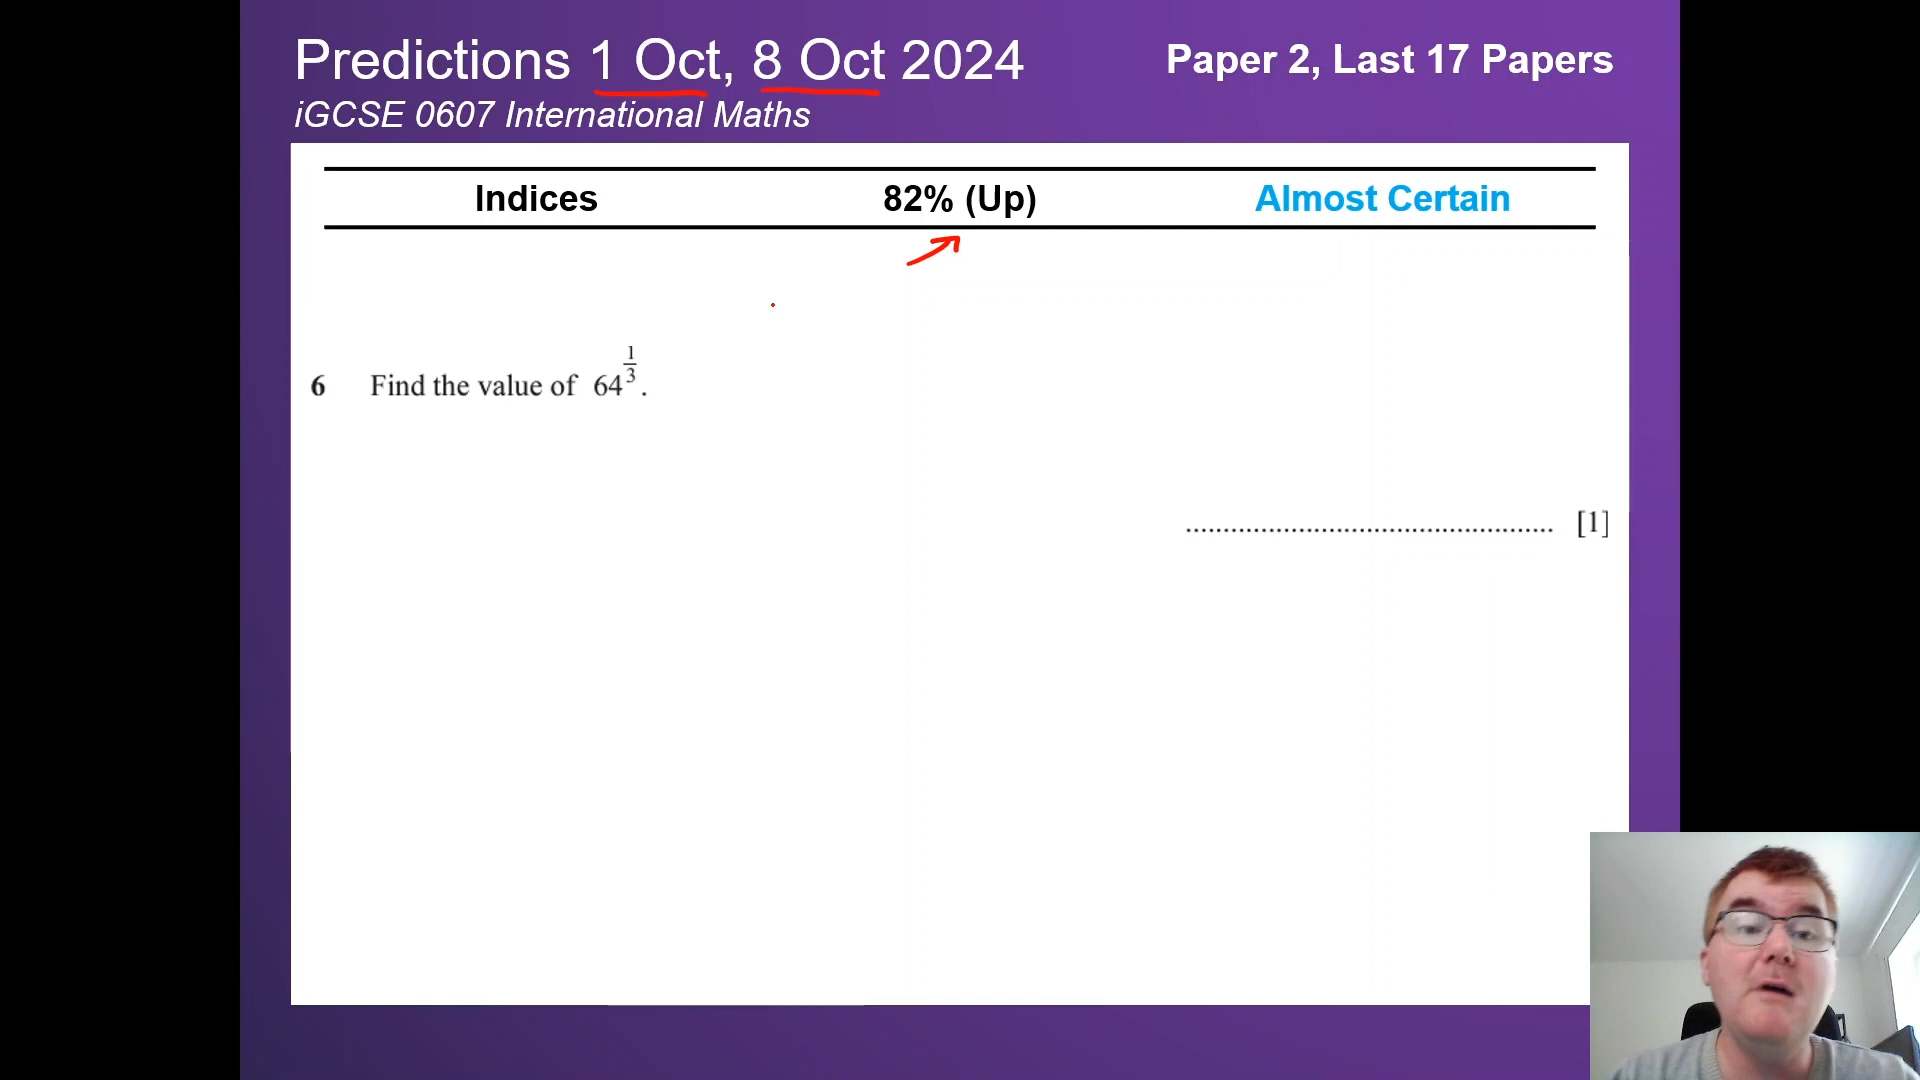 Predictions 1 Oct, 8 Oct 2024
Paper 2, Last 17 Papers
iGCSE 0607 International Maths
Indices 82% (Up) Almost Certain
6 Find the value of 64^{1/3}.
................................................. [1]